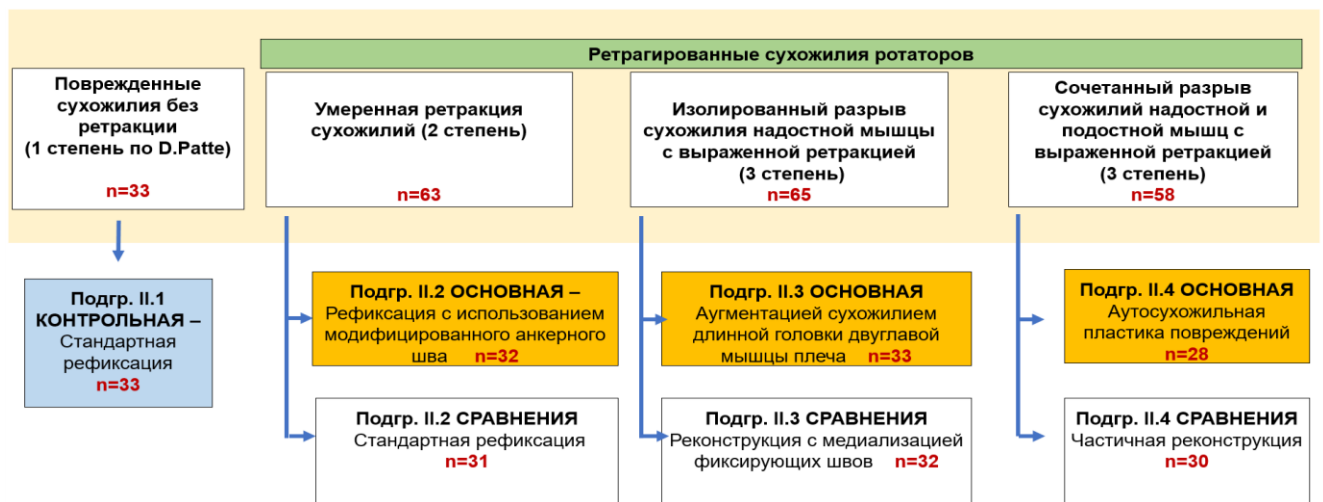 Ретрагированные сухожилия ротаторов
Поврежденные
сухожилия без
ретракции
(1 степень по D.Patte)
n=33
Умеренная ретракция
сухожилий (2 степень)
n=63
Изолированный разрыв
сухожилия надостной мышцы
с выраженной ретракцией
(3 степень)
n=65
Сочетанный разрыв
сухожилий надостной и
подостной мышц с
выраженной ретракцией
(3 степень)
n=58
Подгр. II.1
КОНТРОЛЬНАЯ –
Стандартная
рефиксация
n=33
Подгр. II.2 ОСНОВНАЯ –
Рефиксация с использованием
модифицированного анкерного
шва n=32
Подгр. II.3 ОСНОВНАЯ
Аугментацией сухожилием
длинной головки двуглавой
мышцы плеча n=33
Подгр. II.4 ОСНОВНАЯ
Аутосухожильная
пластика повреждений
n=28
Подгр. II.2 СРАВНЕНИЯ
Стандартная рефиксация
n=31
Подгр. II.3 СРАВНЕНИЯ
Реконструкция с медиализацией
фиксирующих швов n=32
Подгр. II.4 СРАВНЕНИЯ
Частичная реконструкция
n=30